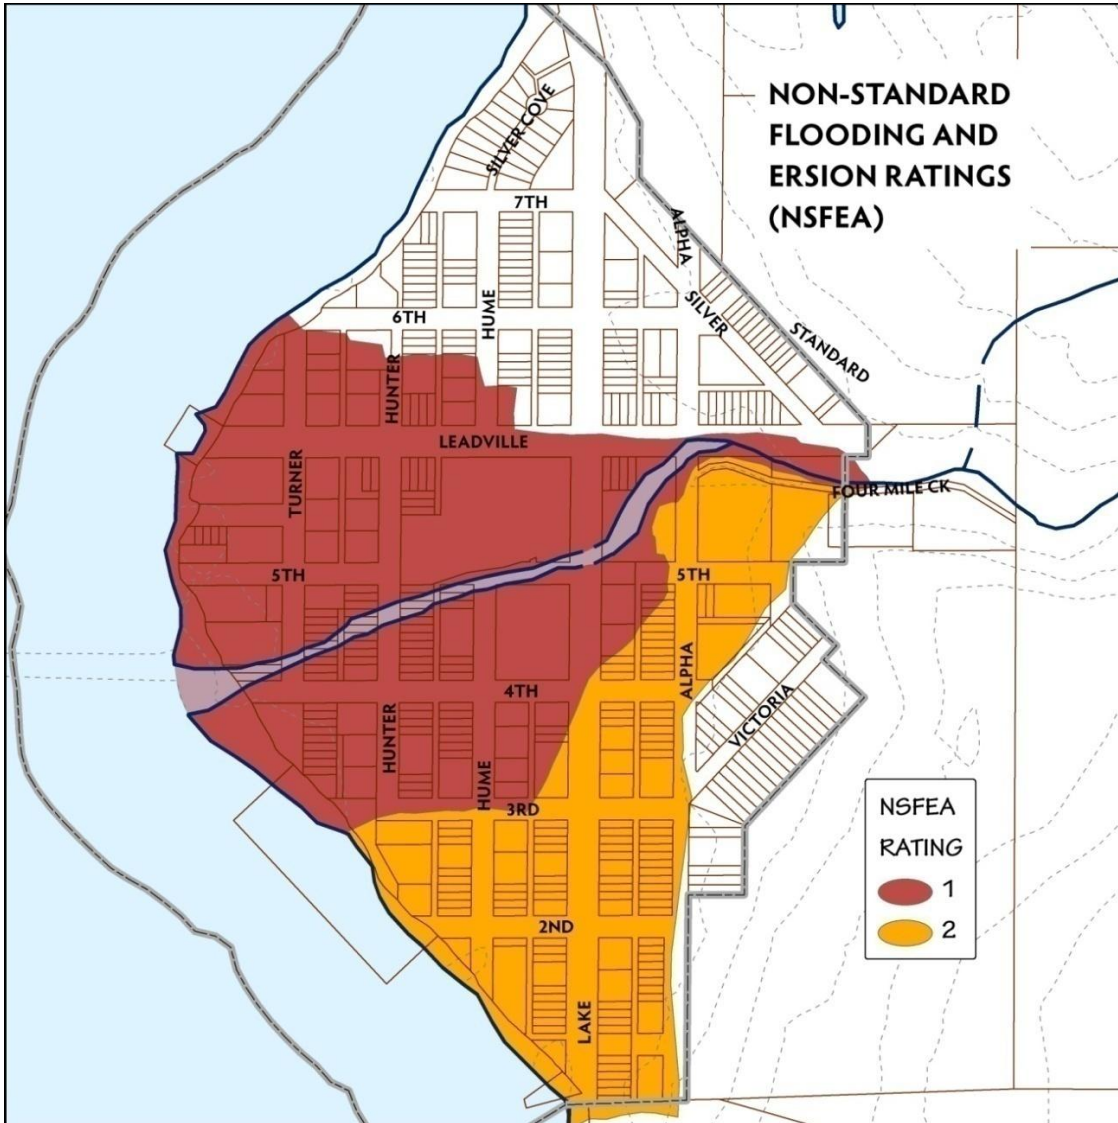 NON-STANDARD
FLOODING AND
ERSION RATINGS
(NSFEA)
SILVER COVE
7TH
ALPHA
HUME
6TH
SILVER
STANDARD
HUNTER
LEADVILLE
TURNER
FOUR MILE CK
5TH
5TH
ALPHA
4TH
VICTORIA
HUNTER
HUME
3RD
NSFEA
RATING
1
2
2ND
LAKE